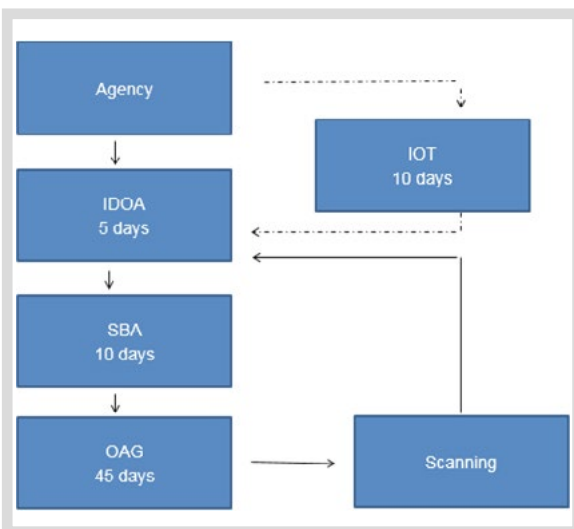 Agency
IOT
10 days
IDOA
5 days
SBA
10 days
OAG
45 days
Scanning